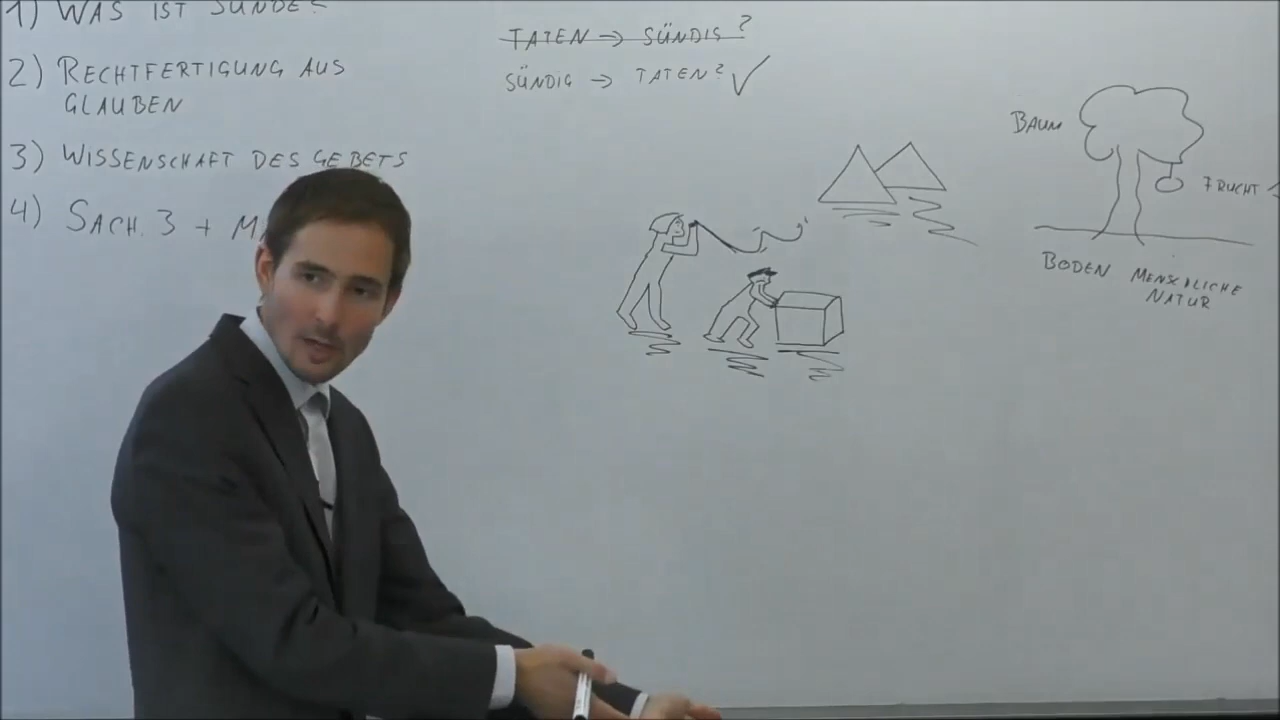 1) WAS IST SÜNDE?
2) RECHTFERTIGUNG AUS
GLAUBEN
3) WISSENSCHAFT DES GEBETS
4) SACH. 3 + M
TATEN → SÜNDIG?
SÜNDIG → TATEN? ✓
BAUM
FRUCHT
BODEN MENSCHLICHE
NATUR